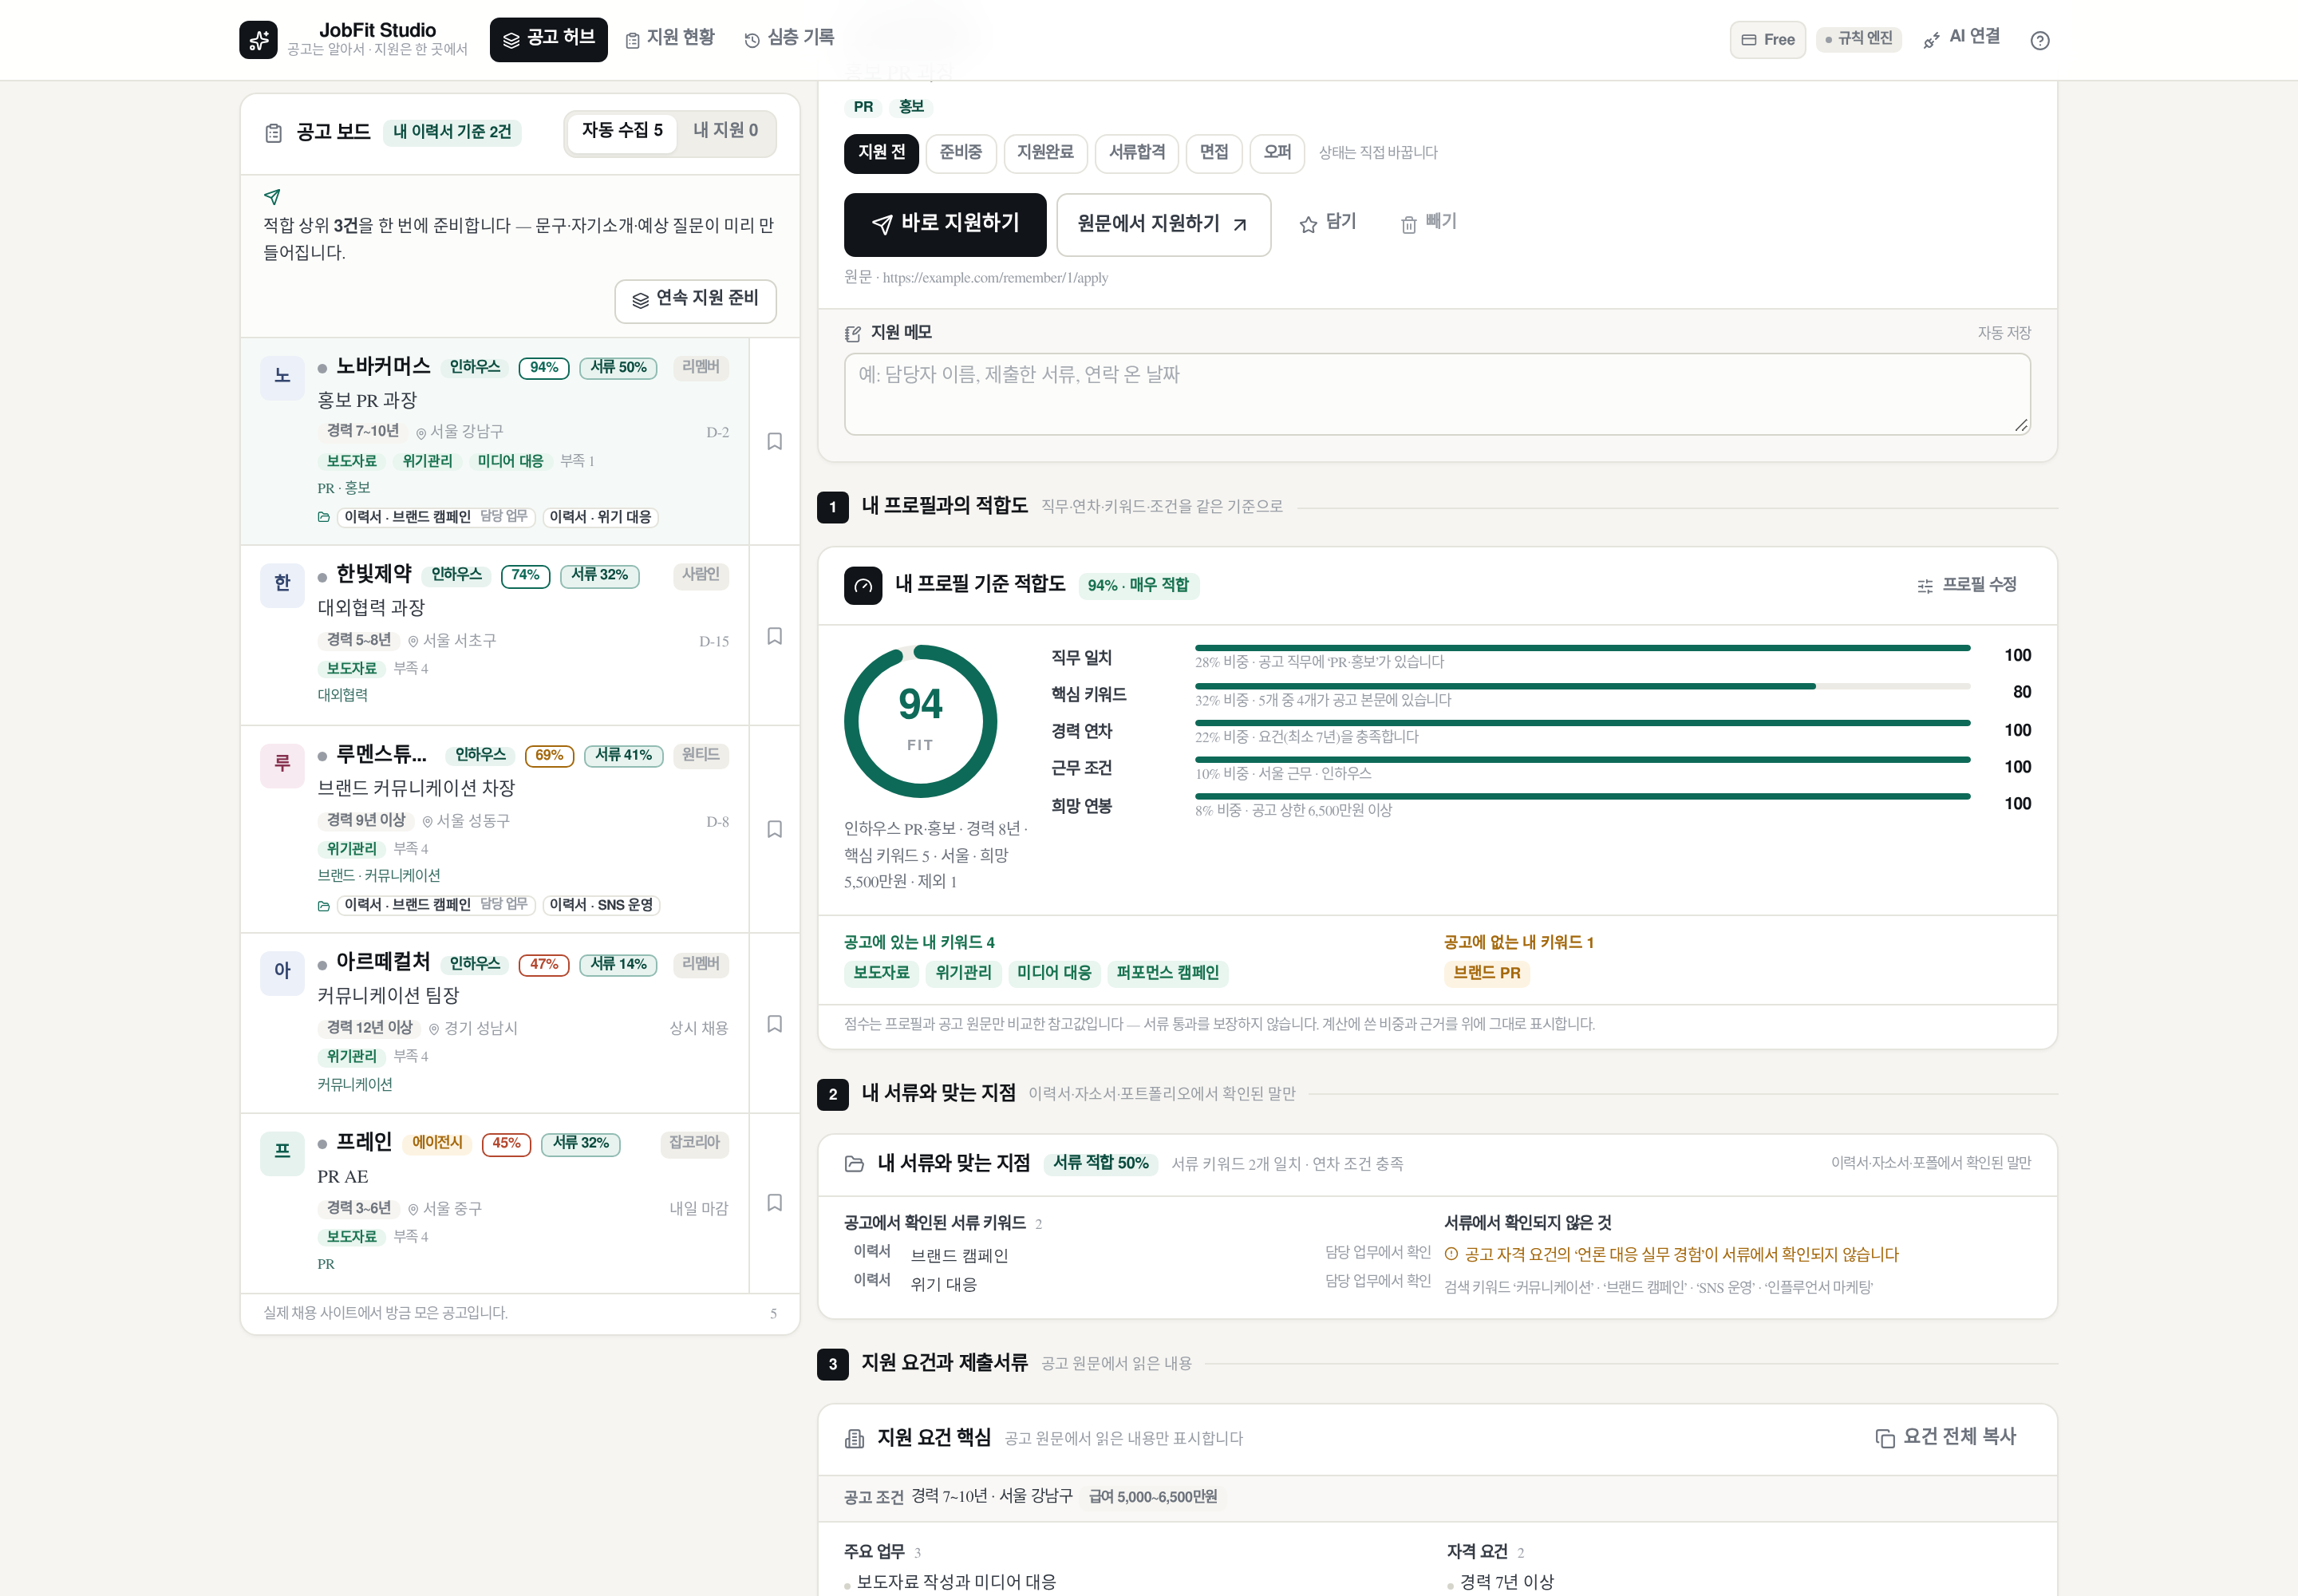 JobFit Studio
공고는 알아서 · 지원은 한 곳에서
공고 허브
지원 현황
심층 기록
Free
규칙 엔진
AI 연결
공고 보드
내 이력서 기준 2건
자동 수집 5
내 지원 0
적합 상위 3건을 한 번에 준비합니다 — 문구·자기소개·예상 질문이 미리 만
들어집니다.
연속 지원 준비
노
노바커머스
인하우스
94%
서류 50%
리멤버
홍보 PR 과장
경력 7~10년
서울 강남구
D-2
보도자료
위기관리
미디어 대응
부족 1
PR · 홍보
이력서 · 브랜드 캠페인 담당 업무
이력서 · 위기 대응
한
한빛제약
인하우스
74%
서류 32%
사람인
대외협력 과장
경력 5~8년
서울 서초구
D-15
보도자료
부족 4
대외협력
루
루멘스튜...
인하우스
69%
서류 41%
원티드
브랜드 커뮤니케이션 차장
경력 9년 이상
서울 성동구
D-8
위기관리
부족 4
브랜드 · 커뮤니케이션
이력서 · 브랜드 캠페인 담당 업무
이력서 · SNS 운영
아
아르떼컬처
인하우스
47%
서류 14%
리멤버
커뮤니케이션 팀장
경력 12년 이상
경기 성남시
상시 채용
위기관리
부족 4
커뮤니케이션
프
프레인
에이전시
45%
서류 32%
잡코리아
PR AE
경력 3~6년
서울 중구
내일 마감
보도자료
부족 4
PR
실제 채용 사이트에서 방금 모은 공고입니다.
5
홍보 PR 과장
PR
홍보
지원 전
준비중
지원완료
서류합격
면접
오퍼
상태는 직접 바꿉니다
바로 지원하기
원문에서 지원하기
담기
빼기
원문 · https://example.com/remember/1/apply
지원 메모
자동 저장
예: 담당자 이름, 제출한 서류, 연락 온 날짜
1
내 프로필과의 적합도
직무·연차·키워드·조건을 같은 기준으로
내 프로필 기준 적합도
94% · 매우 적합
프로필 수정
94
FIT
인하우스 PR·홍보 · 경력 8년 ·
핵심 키워드 5 · 서울 · 희망
5,500만원 · 제외 1
직무 일치
28% 비중 · 공고 직무에 ‘PR·홍보’가 있습니다
100
핵심 키워드
32% 비중 · 5개 중 4개가 공고 본문에 있습니다
80
경력 연차
22% 비중 · 요건(최소 7년)을 충족합니다
100
근무 조건
10% 비중 · 서울 근무 · 인하우스
100
희망 연봉
8% 비중 · 공고 상한 6,500만원 이상
100
공고에 있는 내 키워드 4
보도자료
위기관리
미디어 대응
퍼포먼스 캠페인
공고에 없는 내 키워드 1
브랜드 PR
점수는 프로필과 공고 원문만 비교한 참고값입니다 — 서류 통과를 보장하지 않습니다. 계산에 쓴 비중과 근거를 위에 그대로 표시합니다.
2
내 서류와 맞는 지점
이력서·자소서·포트폴리오에서 확인된 말만
내 서류와 맞는 지점
서류 적합 50%
서류 키워드 2개 일치 · 연차 조건 충족
이력서·자소서·포폴에서 확인된 말만
공고에서 확인된 서류 키워드 2
이력서
브랜드 캠페인
담당 업무에서 확인
이력서
위기 대응
담당 업무에서 확인
서류에서 확인되지 않은 것
공고 자격 요건의 ‘언론 대응 실무 경험’이 서류에서 확인되지 않습니다
검색 키워드 ‘커뮤니케이션’ · ‘브랜드 캠페인’ · ‘SNS 운영’ · ‘인플루언서 마케팅’
3
지원 요건과 제출서류
공고 원문에서 읽은 내용
지원 요건 핵심
공고 원문에서 읽은 내용만 표시합니다
요건 전체 복사
공고 조건
경력 7~10년 · 서울 강남구
급여 5,000~6,500만원
주요 업무 3
보도자료 작성과 미디어 대응
자격 요건 2
경력 7년 이상